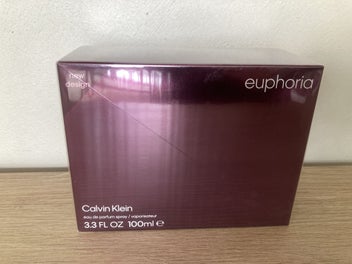 new
design
euphoria
Calvin Klein
eau de parfum spray / vaporisateur
3.3 FL OZ 100ml ℮